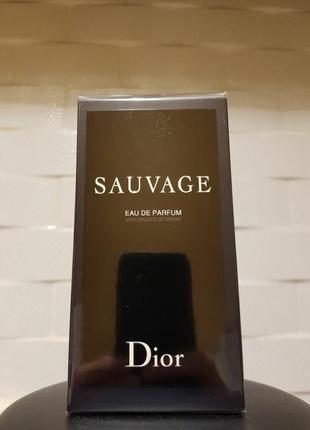 SAUVAGE
EAU DE PARFUM
VAPORISATEUR SPRAY
Dior